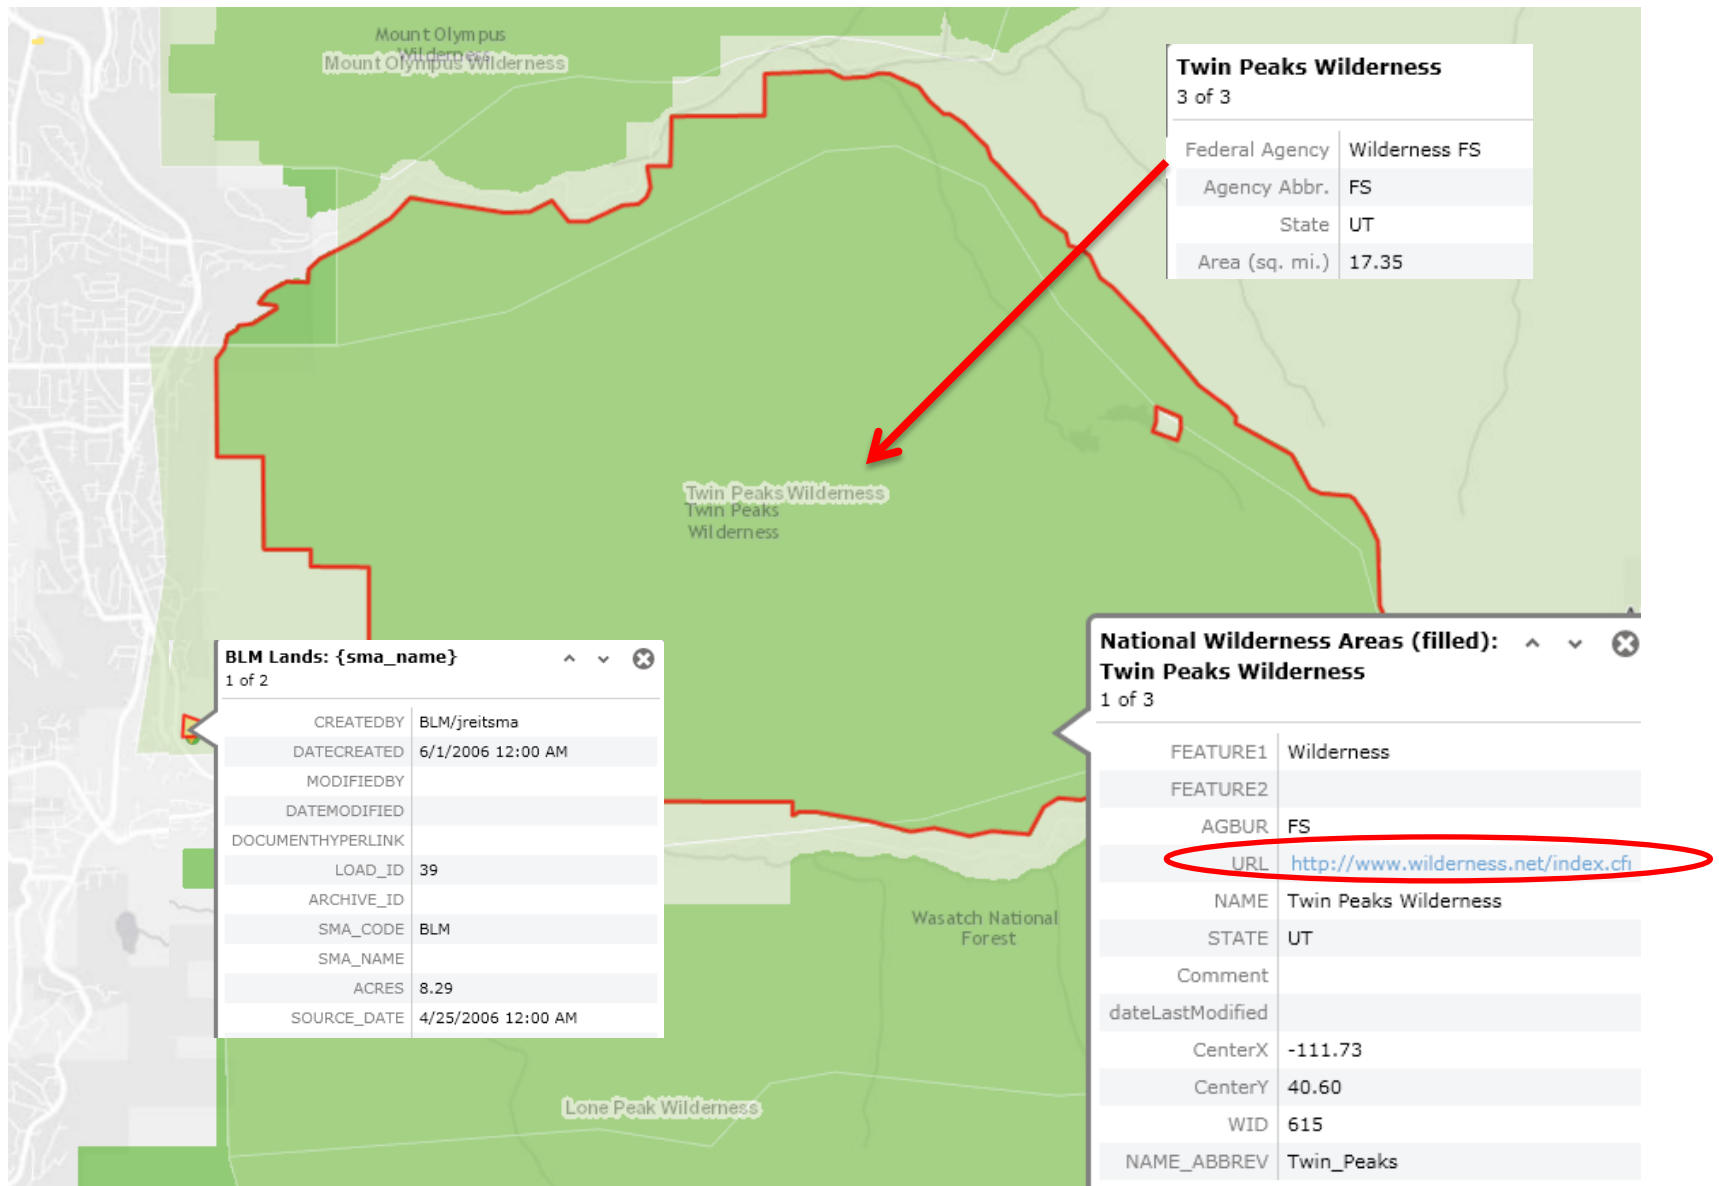 Mount Olympus
Wilderness
Mount Olympus Wilderness
Twin Peaks Wilderness
3 of 3
Federal Agency Wilderness FS
Agency Abbr. FS
State UT
Area (sq. mi.) 17.35
Twin Peaks Wilderness
Twin Peaks
Wilderness
BLM Lands: {sma_name}
1 of 2
CREATEDBY BLM/jreitsma
DATECREATED 6/1/2006 12:00 AM
MODIFIEDBY
DATEMODIFIED
DOCUMENTHYPERLINK
LOAD_ID 39
ARCHIVE_ID
SMA_CODE BLM
SMA_NAME
ACRES 8.29
SOURCE_DATE 4/25/2006 12:00 AM
National Wilderness Areas (filled):
Twin Peaks Wilderness
1 of 3
FEATURE1 Wilderness
FEATURE2
AGBUR FS
URL http://www.wilderness.net/index.cf
NAME Twin Peaks Wilderness
STATE UT
Comment
dateLastModified
CenterX -111.73
CenterY 40.60
WID 615
NAME_ABBREV Twin_Peaks
Wasatch National
Forest
Lone Peak Wilderness